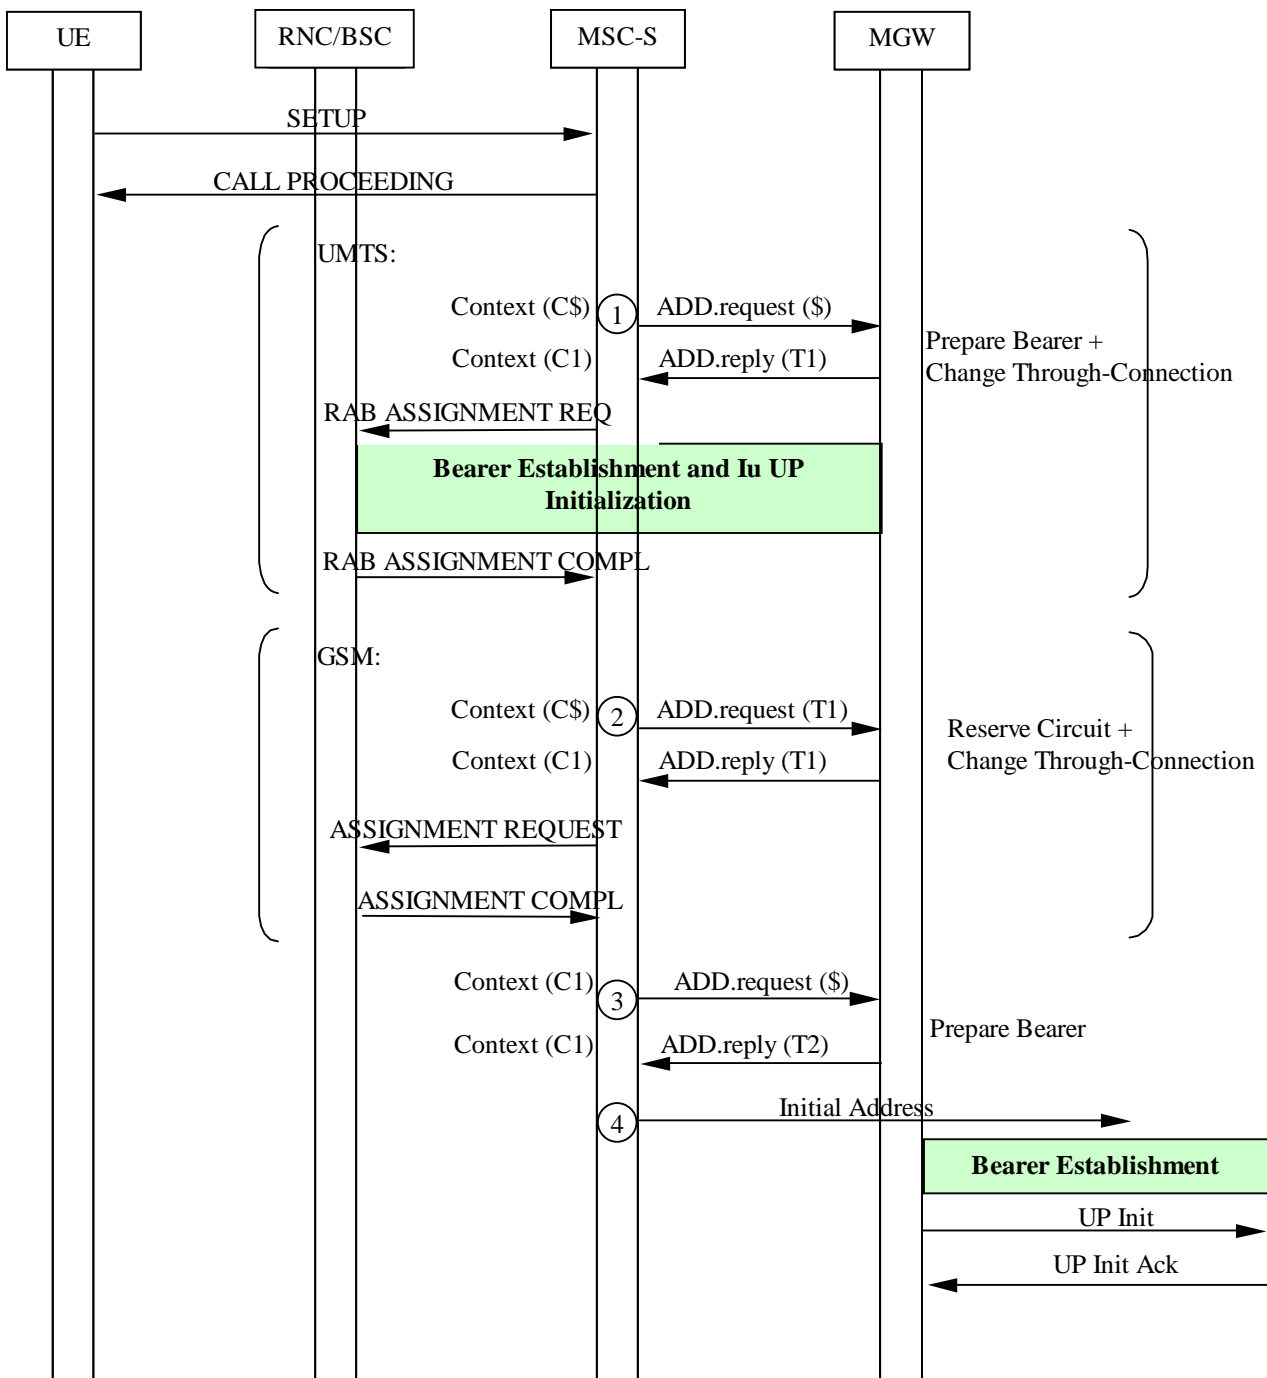 UE
RNC/BSC
MSC-S
MGW
SETUP
CALL PROCEEDING
UMTS:
Context (C$)
1
ADD.request ($)
Context (C1)
ADD.reply (T1)
Prepare Bearer +
Change Through-Connection
RAB ASSIGNMENT REQ
Bearer Establishment and Iu UP
Initialization
RAB ASSIGNMENT COMPL
GSM:
Context (C$)
2
ADD.request (T1)
Context (C1)
ADD.reply (T1)
Reserve Circuit +
Change Through-Connection
ASSIGNMENT REQUEST
ASSIGNMENT COMPL
Context (C1)
3
ADD.request ($)
Prepare Bearer
Context (C1)
ADD.reply (T2)
4
Initial Address
Bearer Establishment
UP Init
UP Init Ack